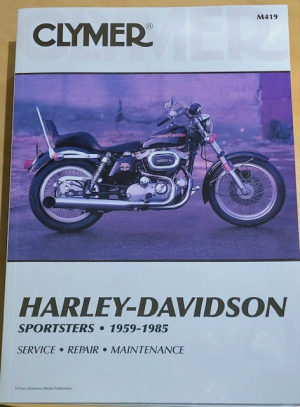 CLYMER®
M419
HARLEY-DAVIDSON
SPORTSTERS • 1959-1985
SERVICE • REPAIR • MAINTENANCE